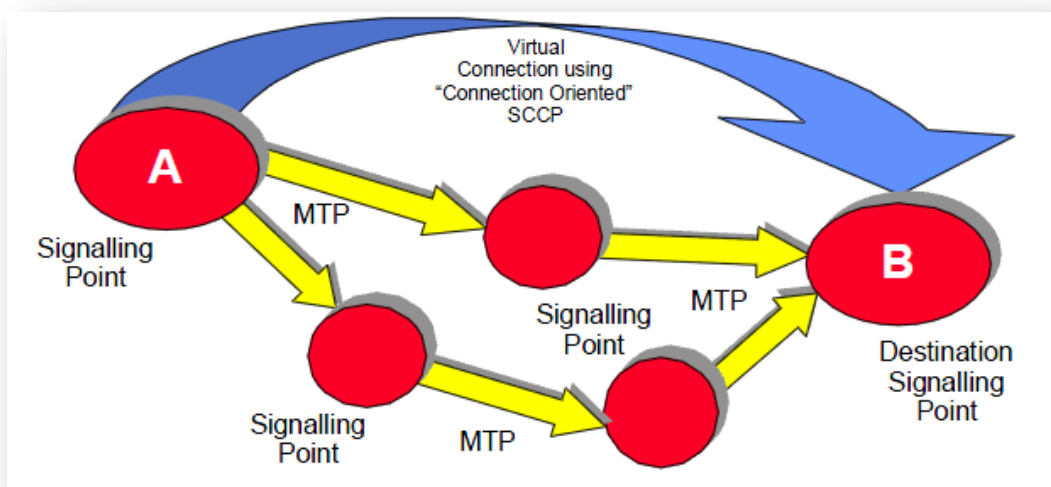 Virtual
Connection using
“Connection Oriented”
SCCP
A
MTP
Signalling
Point
B
MTP
Signalling
Point
Destination
Signalling
Point
Signalling
Point
MTP